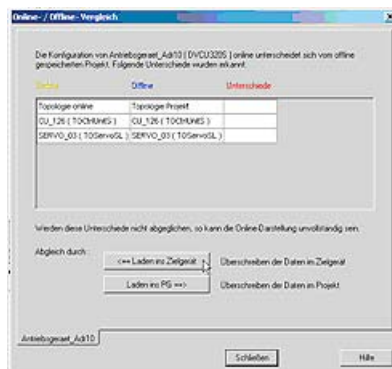 Online- / Offline-Vergleich
Die Konfiguration von Antriebsgeraet_Adr10 ( DVCU320S ) online unterscheidet sich vom offline
gespeicherten Projekt. Folgende Unterschiede wurden erkannt.
Online Offline Unterschiede
Topologie online Topologie Projekt
CU_126 ( ) CU_126 ( )
SERVO_03 ( TOServoSL ) SERVO_03 ( TOServoSL )
Werden diese Unterschiede nicht abgeglichen, so kann die Online-Darstellung unvollständig sein.
Abgleich durch:
<== Laden ins Zielgerät Überschreiben der Daten im Zielgerät
Laden ins PG ==> Überschreiben der Daten im Projekt
Antriebsgeraet_Adr10
Schließen Hilfe